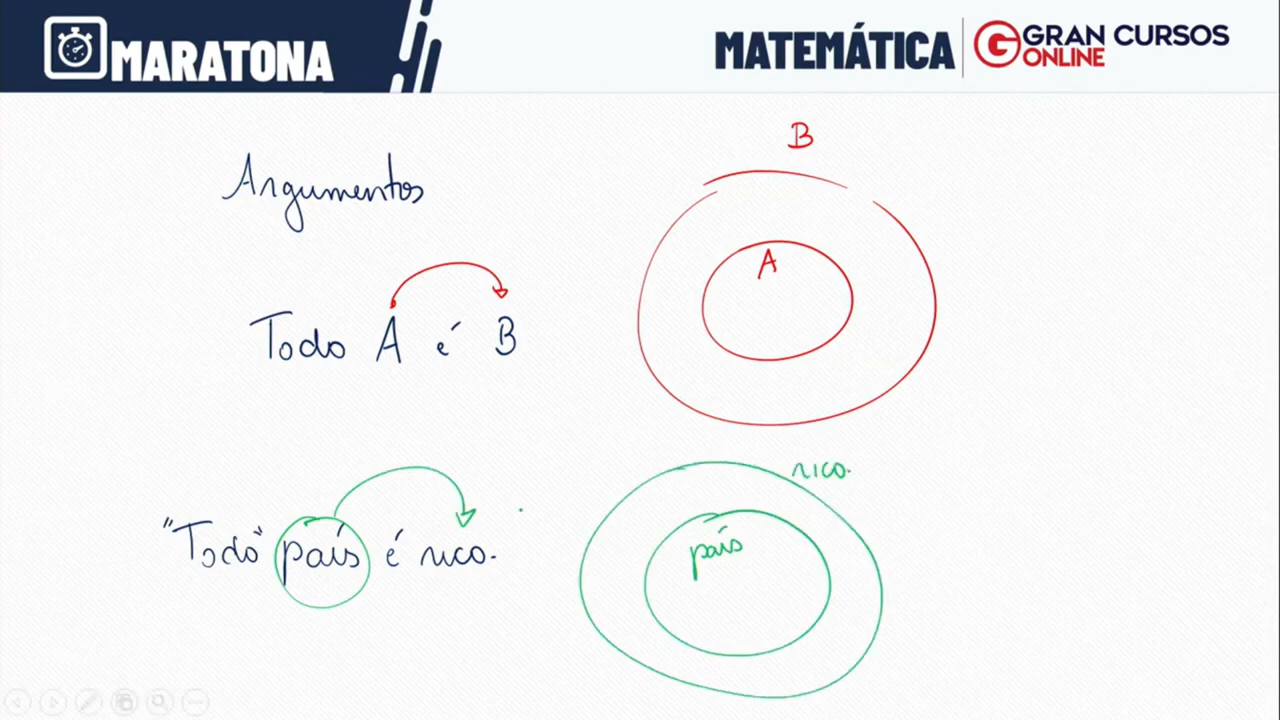 MARATONA
MATEMÁTICA
GRAN CURSOS
ONLINE
Argumentos
B
A
Todo A é B
rico.
país
"Todo" país é rico.